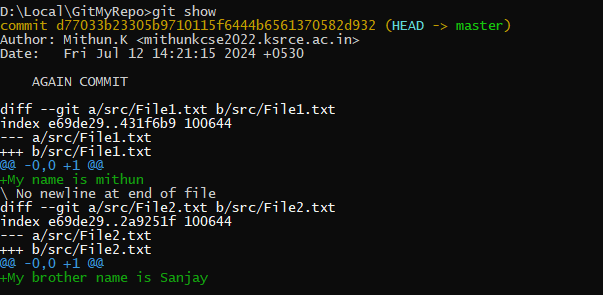 D:\Local\GitMyRepo>git show
commit d77033b23305b9710115f6444b6561370582d932 (HEAD -> master)
Author: Mithun.K <mithunkcse2022.ksrce.ac.in>
Date:   Fri Jul 12 14:21:15 2024 +0530
    AGAIN COMMIT
diff --git a/src/File1.txt b/src/File1.txt
index e69de29..431f6b9 100644
--- a/src/File1.txt
+++ b/src/File1.txt
@@ -0,0 +1 @@
+My name is mithun
\ No newline at end of file
diff --git a/src/File2.txt b/src/File2.txt
index e69de29..2a9251f 100644
--- a/src/File2.txt
+++ b/src/File2.txt
@@ -0,0 +1 @@
+My brother name is Sanjay